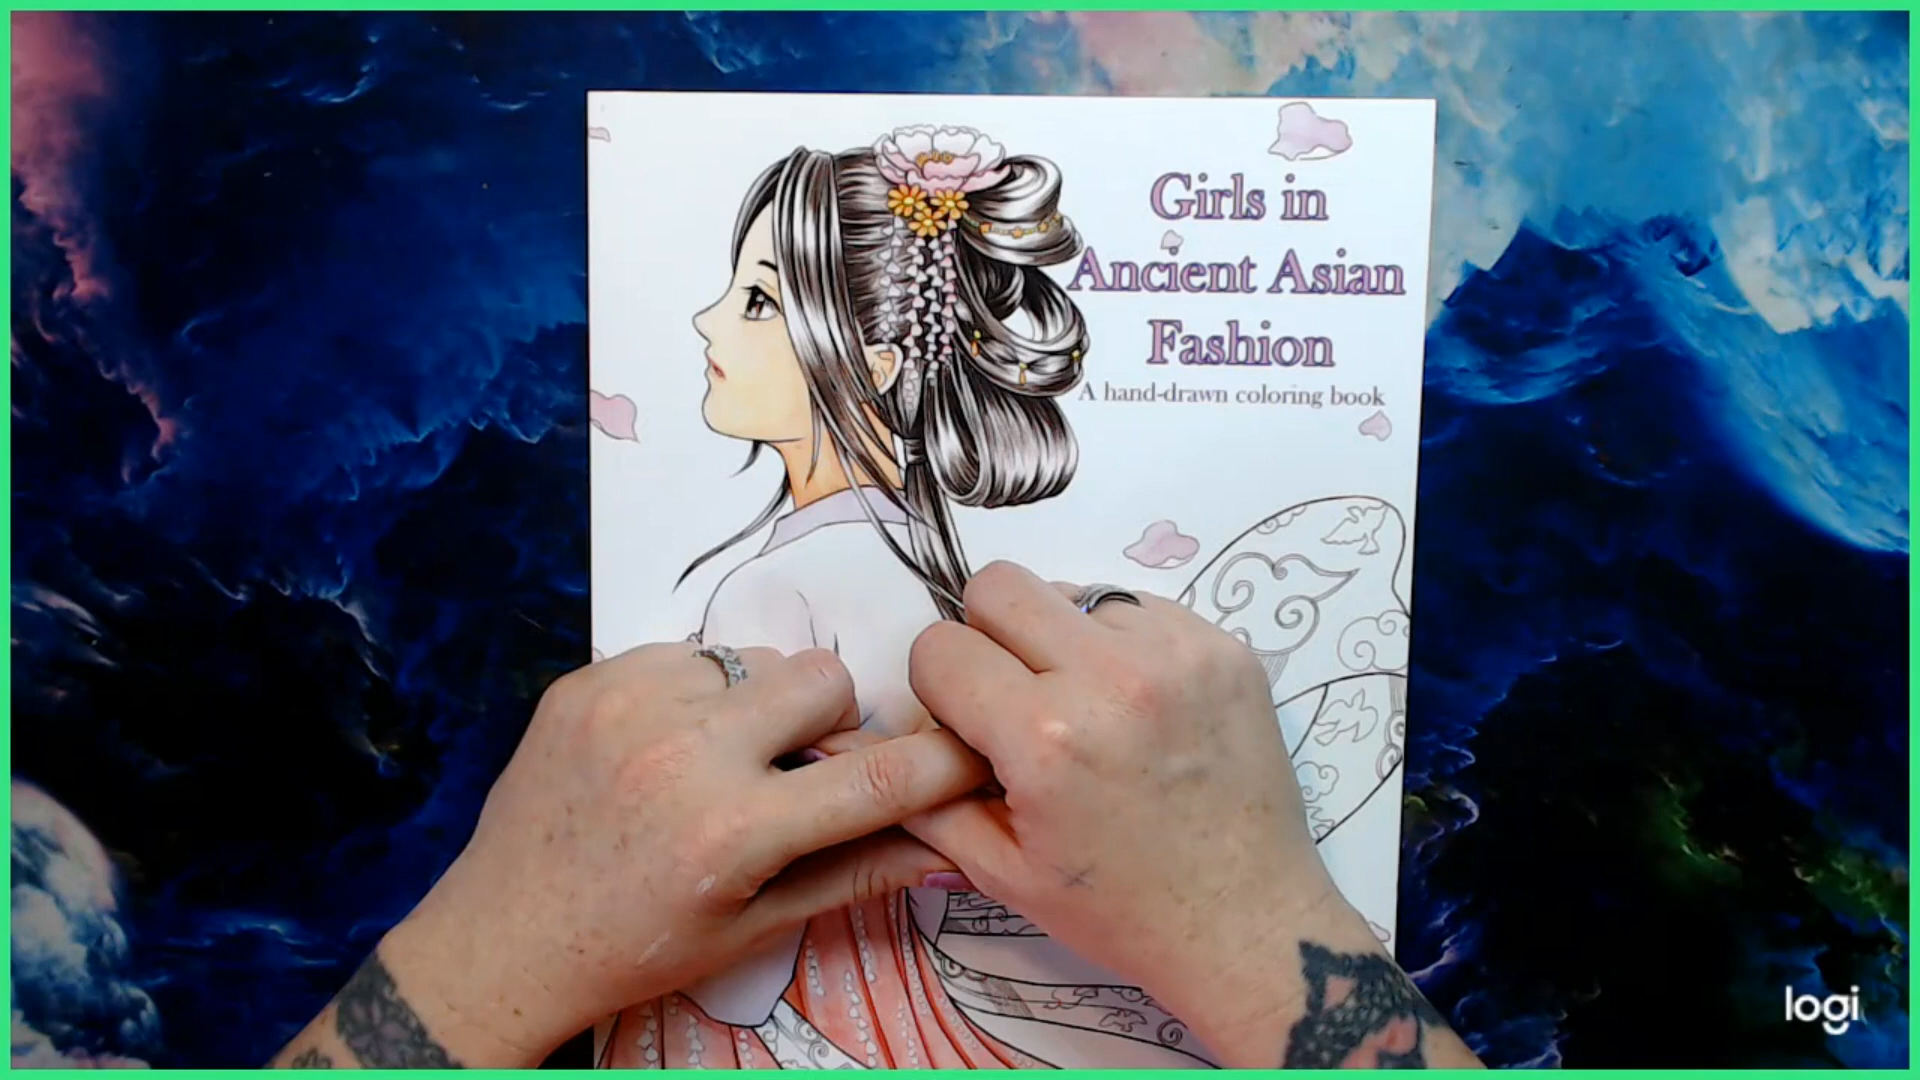 Girls in
Ancient Asian
Fashion
A hand-drawn coloring book
logi